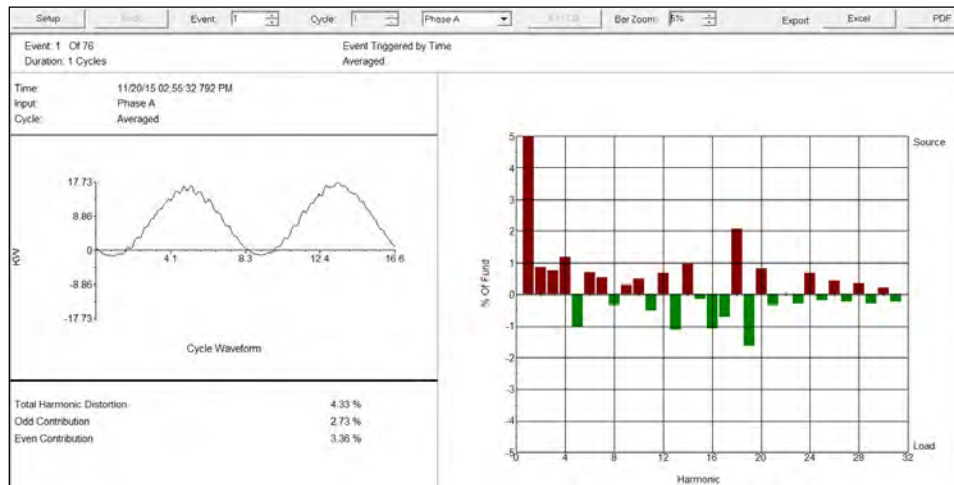 Setup Event: 1 Cycle: 1 Phase A Bar Zoom: 5% Export Excel PDF
Event: 1 Of 76 Event Triggered by Time
Duration: 1 Cycles Averaged
Time: 11/20/15 02:55:32 792 PM
Input: Phase A
Cycle: Averaged
17.73
8.86
0
-8.86
-17.73
KW
4.1 8.3 12.4 16.6
Cycle Waveform
Total Harmonic Distortion 4.33 %
Odd Contribution 2.73 %
Even Contribution 3.36 %
5
4
3
2
1
0
-1
-2
-3
-4
-5
% Of Fund
Source
Load
0 4 8 12 16 20 24 28 32
Harmonic